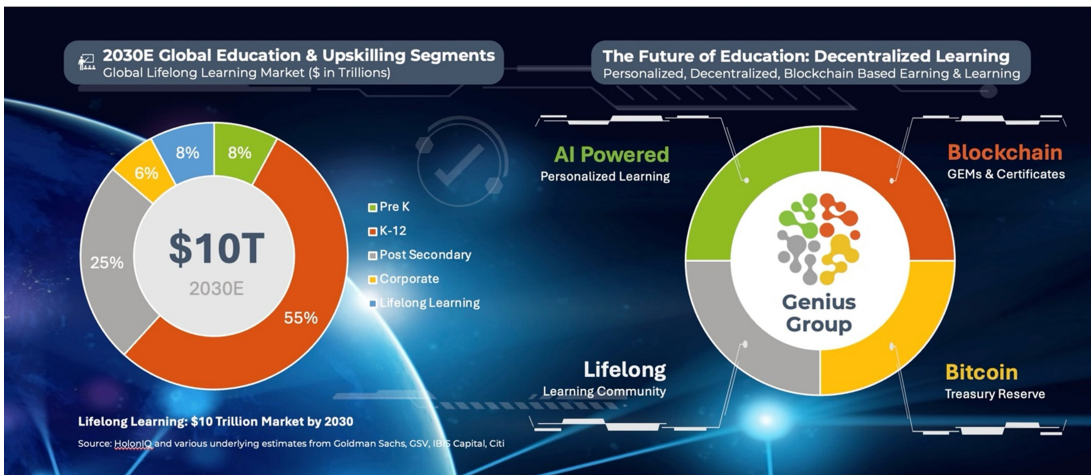 2030E Global Education & Upskilling Segments
Global Lifelong Learning Market ($ in Trillions)
8%
8%
6%
25%
55%
$10T
2030E
Pre K
K-12
Post Secondary
Corporate
Lifelong Learning
Lifelong Learning: $10 Trillion Market by 2030
Source: HolonIQ and various underlying estimates from Goldman Sachs, GSV, IBIS Capital, Citi
The Future of Education: Decentralized Learning
Personalized, Decentralized, Blockchain Based Earning & Learning
AI Powered
Personalized Learning
Blockchain
GEMs & Certificates
Genius
Group
Lifelong
Learning Community
Bitcoin
Treasury Reserve